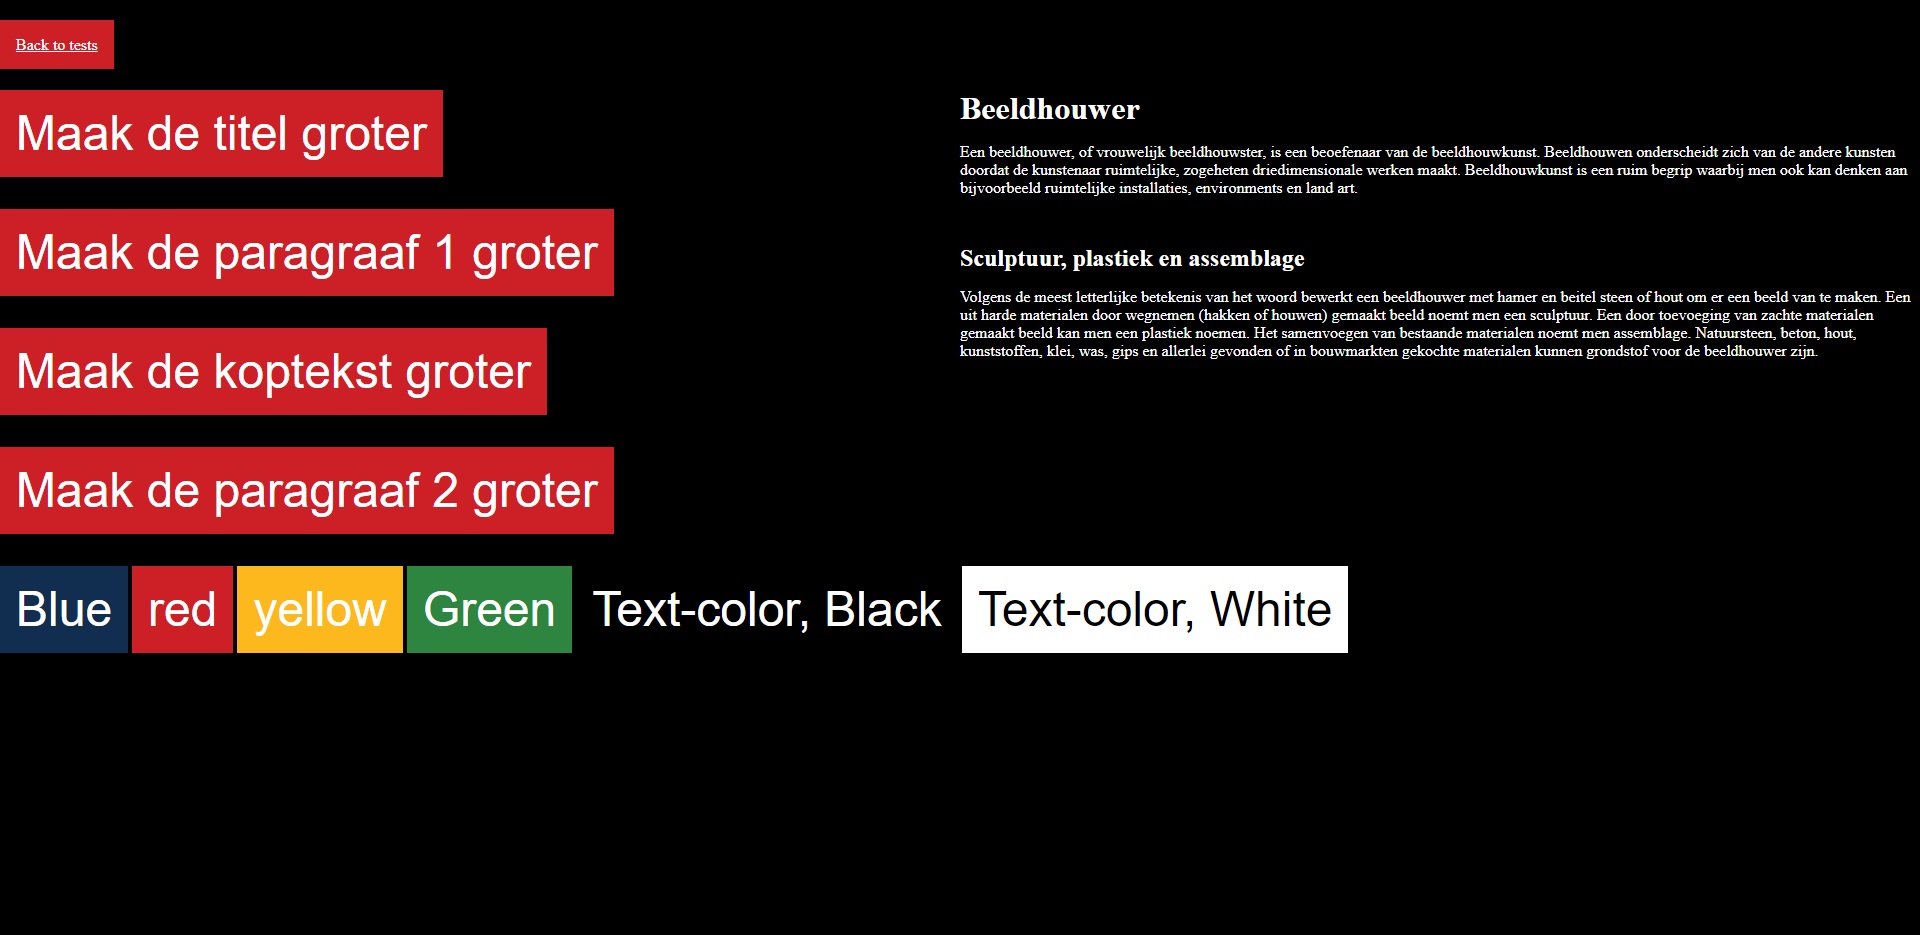 Back to tests
Maak de titel groter
Maak de paragraaf 1 groter
Maak de koptekst groter
Maak de paragraaf 2 groter
Beeldhouwer
Een beeldhouwer, of vrouwelijk beeldhouwster, is een beoefenaar van de beeldhouwkunst. Beeldhouwen onderscheidt zich van de andere kunsten
doordat de kunstenaar ruimtelijke, zogeheten driedimensionale werken maakt. Beeldhouwkunst is een ruim begrip waarbij men ook kan denken aan
bijvoorbeeld ruimtelijke installaties, environments en land art.
Sculptuur, plastiek en assemblage
Volgens de meest letterlijke betekenis van het woord bewerkt een beeldhouwer met hamer en beitel steen of hout om er een beeld van te maken. Een
uit harde materialen door wegnemen (hakken of houwen) gemaakt beeld noemt men een sculptuur. Een door toevoeging van zachte materialen
gemaakt beeld kan men een plastiek noemen. Het samenvoegen van bestaande materialen noemt men assemblage. Natuursteen, beton, hout,
kunststoffen, klei, was, gips en allerlei gevonden of in bouwmarkten gekochte materialen kunnen grondstof voor de beeldhouwer zijn.
Blue red yellow Green Text-color, Black Text-color, White